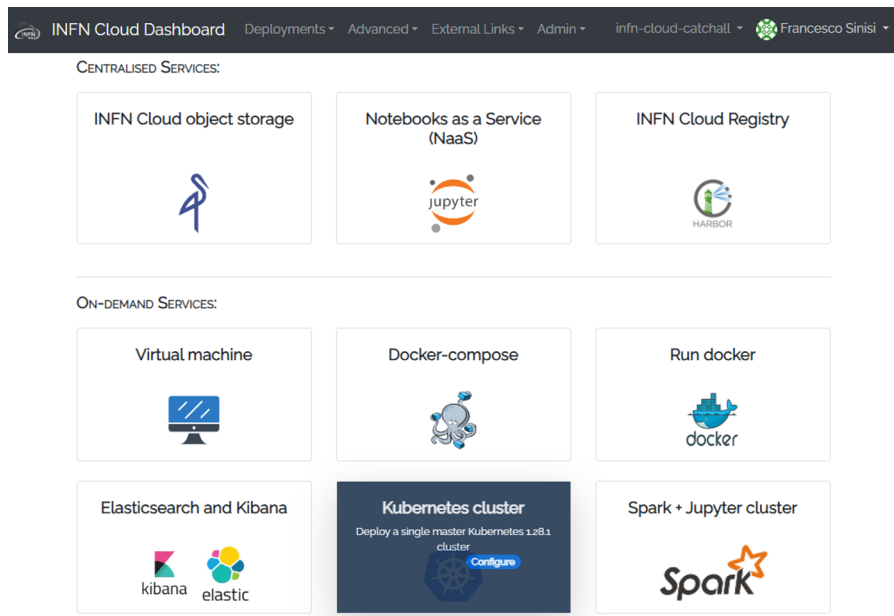 INFN
INFN Cloud Dashboard Deployments Advanced External Links Admin infn-cloud-catchall Francesco Sinisi
CENTRALISED SERVICES:
INFN Cloud object storage
Notebooks as a Service
(NaaS)
jupyter
INFN Cloud Registry
HARBOR
ON-DEMAND SERVICES:
Virtual machine
Docker-compose
Run docker
docker
Elasticsearch and Kibana
kibana
elastic
Kubernetes cluster
Deploy a single master Kubernetes 1.28.1
cluster
Configure
Spark + Jupyter cluster
Spark